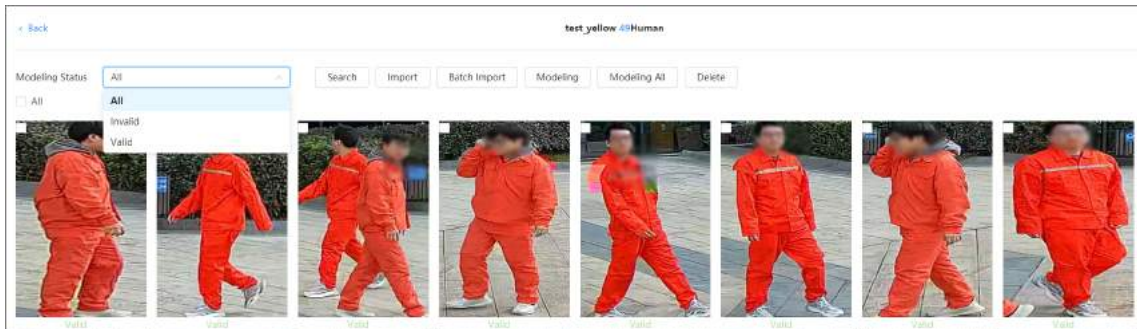 < Back
test_yellow 49Human
Modeling Status
All
Search
Import
Batch Import
Modeling
Modeling All
Delete
All
All
Invalid
Valid
Valid
Valid
Valid
Valid
Valid
Valid
Valid
Valid